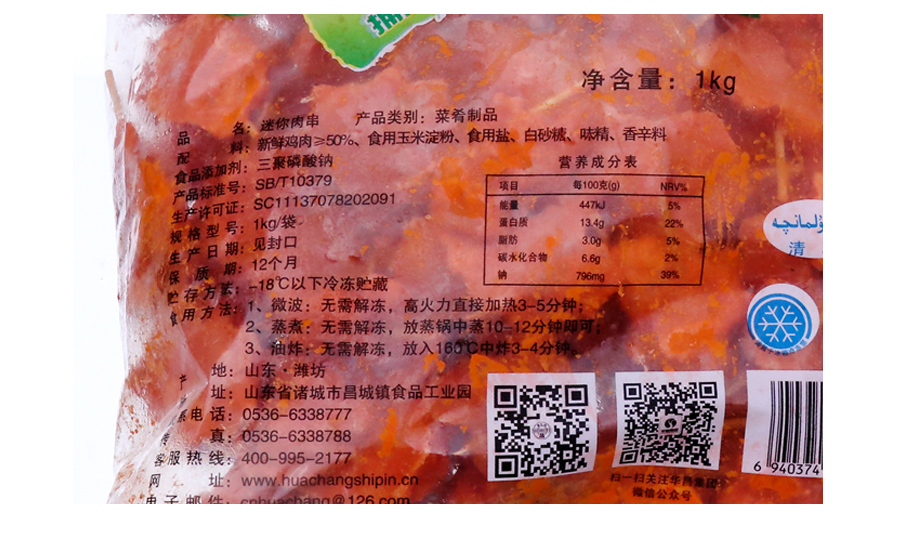 净含量：1kg
品 名：迷你肉串 产品类别：菜肴制品
配 料：新鲜鸡肉≥50%、食用玉米淀粉、食用盐、白砂糖、味精、香辛料
食品添加剂：三聚磷酸钠
产品标准号：SB/T10379
生产许可证：SC11137078202091
规格型号：1kg/袋
生产日期：见封口
保质期：12个月
贮存方法：-18℃以下冷冻贮藏
食用方法：1、微波：无需解冻，高火力直接加热3-5分钟；
2、蒸煮：无需解冻，放蒸锅中蒸10-12分钟即可；
3、油炸：无需解冻，放入160℃中炸3-4分钟。
产 地：山东·潍坊
址：山东省诸城市昌城镇食品工业园
系电话：0536-6338777
传 真：0536-6338788
客服热线：400-995-2177
网 址：www.huachangshipin.cn
电子邮件：cnhuachang@126.com
营养成分表
项目 每100克(g) NRV%
能量 447kJ 5%
蛋白质 13.4g 22%
脂肪 3.0g 5%
碳水化合物 6.6g 2%
钠 796mg 39%
清
扫一扫关注华昌集团
微信公众号
6 940374